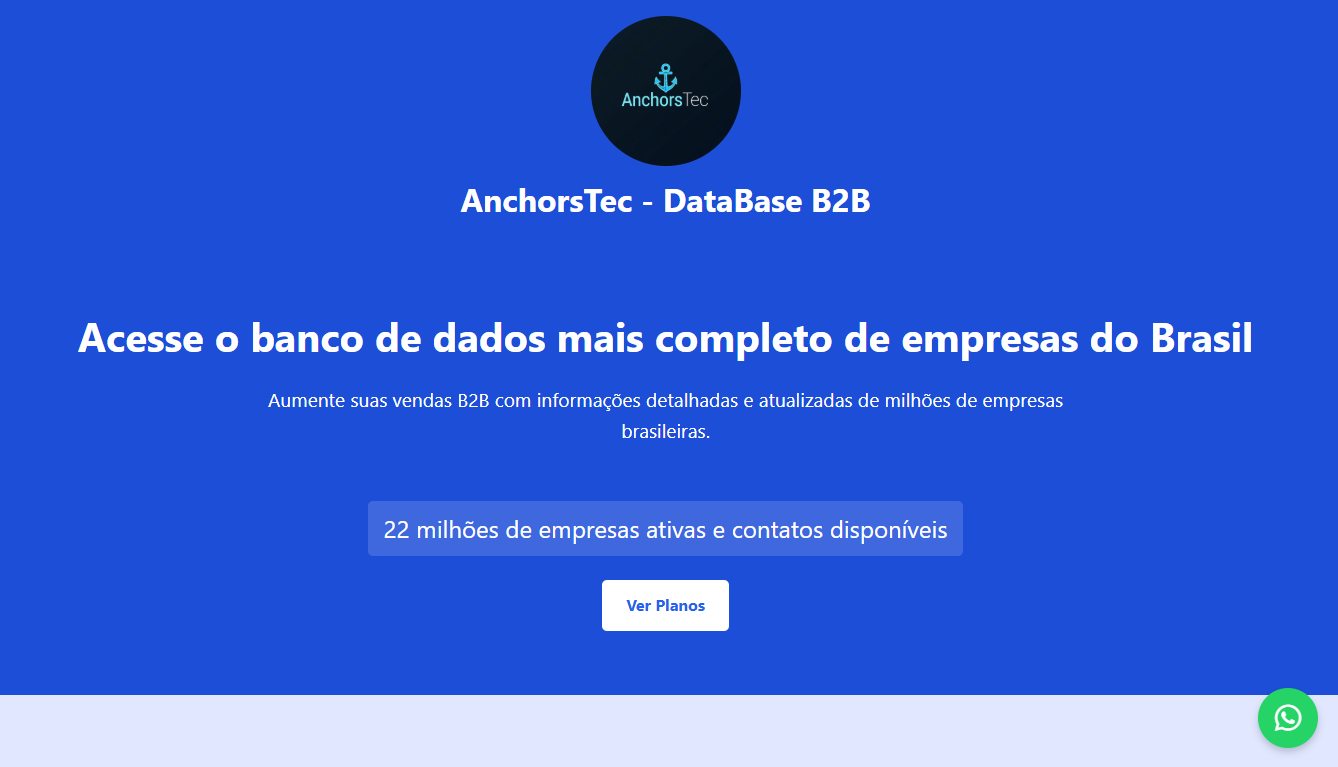 AnchorsTec
AnchorsTec - DataBase B2B
Acesse o banco de dados mais completo de empresas do Brasil
Aumente suas vendas B2B com informações detalhadas e atualizadas de milhões de empresas
brasileiras.
22 milhões de empresas ativas e contatos disponíveis
Ver Planos